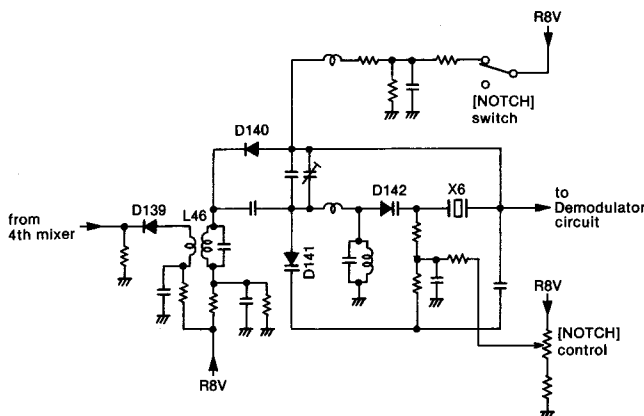 R8V
[NOTCH]
switch
D140
D139
L46
D142
X6
from
4th mixer
to
Demodulator
circuit
D141
R8V
[NOTCH]
control
R8V